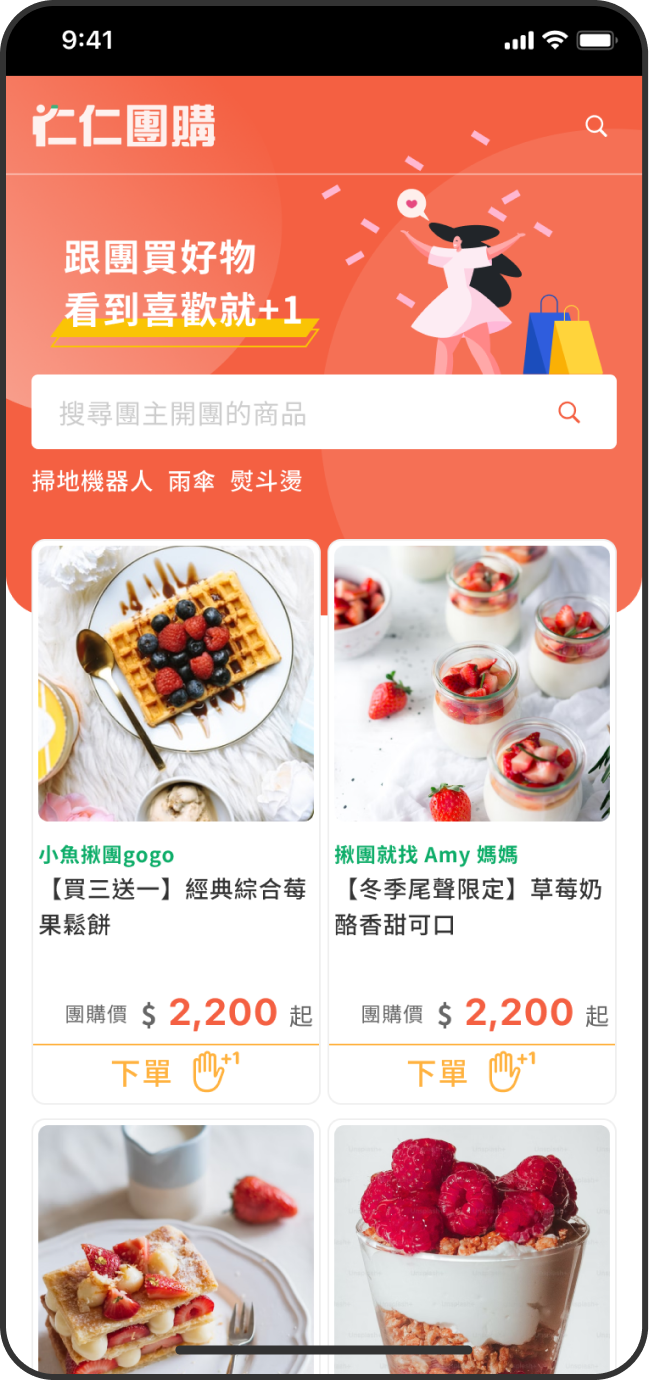 9:41
仁仁團購
跟團買好物
看到喜歡就+1
搜尋團主開團的商品
掃地機器人 雨傘 熨斗燙
小魚揪團gogo
【買三送一】經典綜合莓
果鬆餅
團購價 $ 2,200 起
下單 +1
揪團就找 Amy 媽媽
【冬季尾聲限定】草莓奶
酪香甜可口
團購價 $ 2,200 起
下單 +1